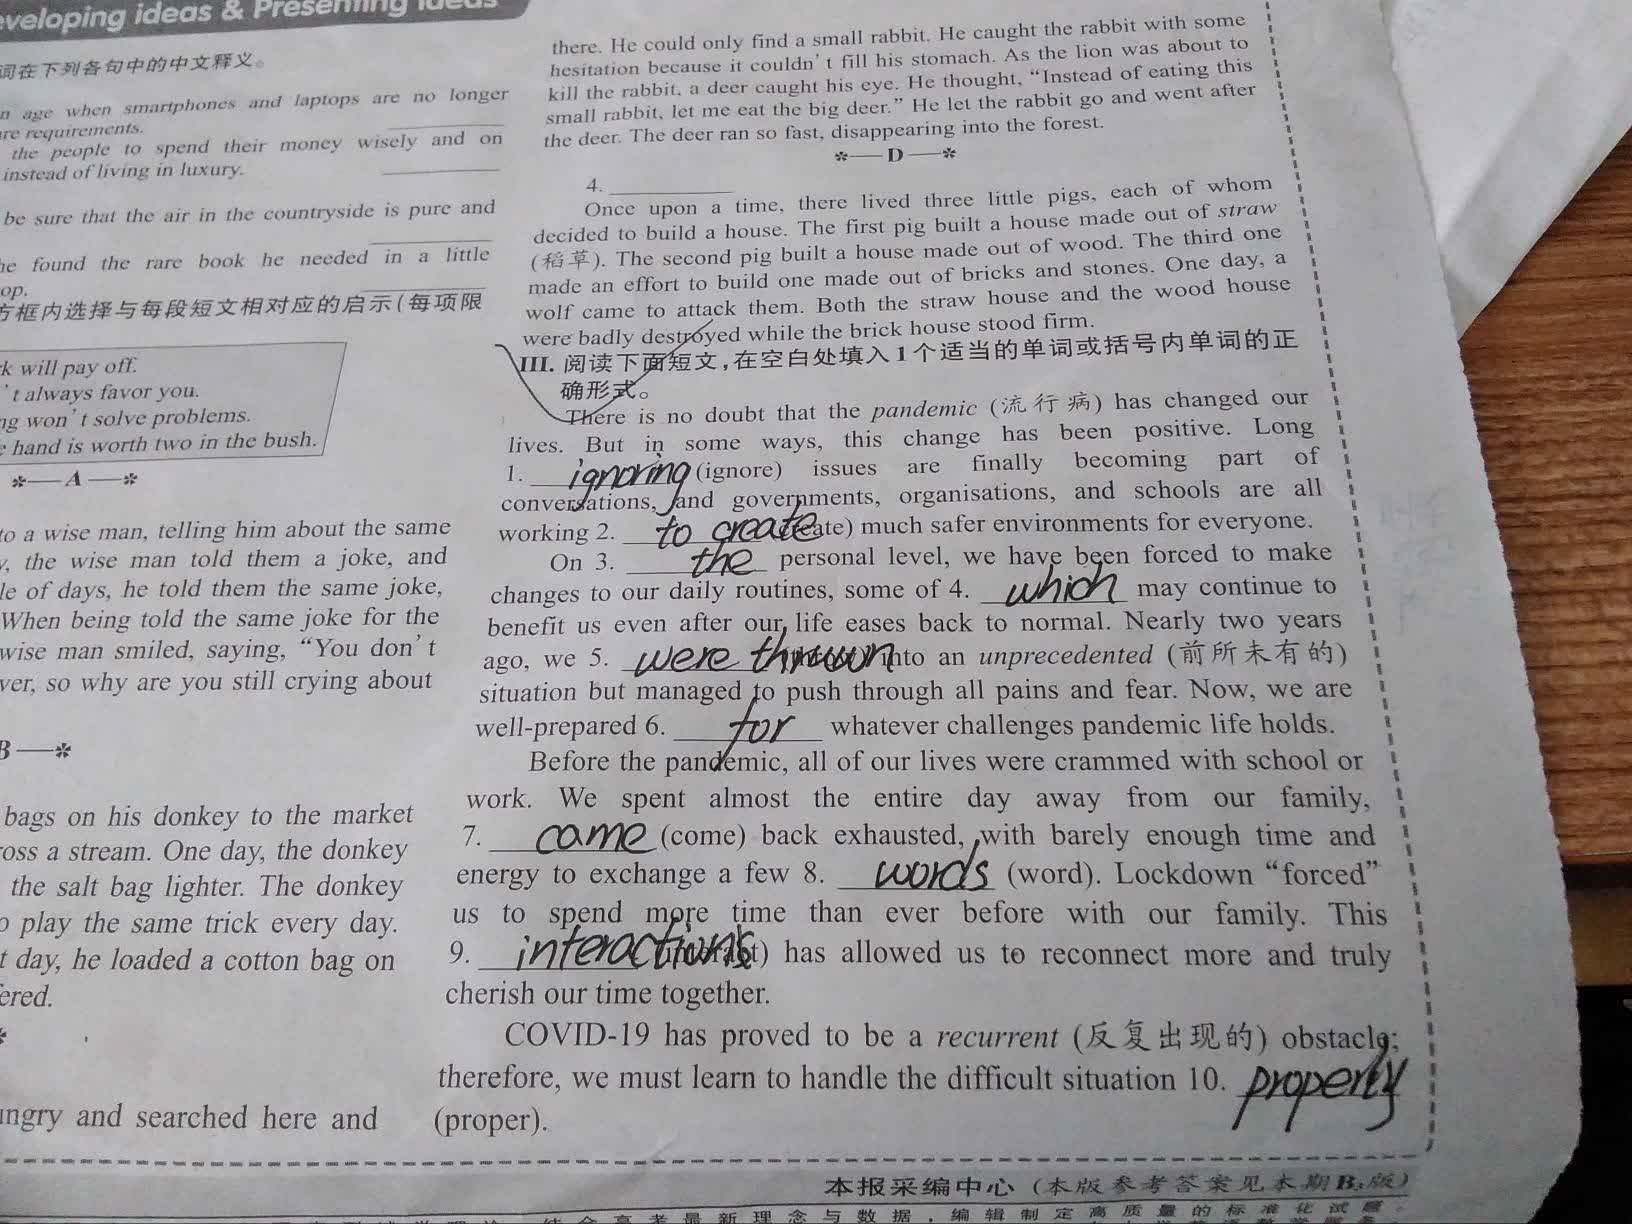 eveloping ideas & Presenting ideas
词在下列各句中的中文释义。
n age when smartphones and laptops are no longer
are requirements.
the people to spend their money wisely and on
instead of living in luxury.
be sure that the air in the countryside is pure and
he found the rare book he needed in a little
op.
方框内选择与每段短文相对应的启示(每项限
k will pay off.
't always favor you.
ng won't solve problems.
e hand is worth two in the bush.
*—A—*
to a wise man, telling him about the same
y, the wise man told them a joke, and
le of days, he told them the same joke,
When being told the same joke for the
wise man smiled, saying, “You don't
ver, so why are you still crying about
B—*
bags on his donkey to the market
ross a stream. One day, the donkey
the salt bag lighter. The donkey
o play the same trick every day.
t day, he loaded a cotton bag on
fered.
*
ungry and searched here and
there. He could only find a small rabbit. He caught the rabbit with some
hesitation because it couldn't fill his stomach. As the lion was about to
kill the rabbit, a deer caught his eye. He thought, “Instead of eating this
small rabbit, let me eat the big deer.” He let the rabbit go and went after
the deer. The deer ran so fast, disappearing into the forest.
*—D—*
4. ________
Once upon a time, there lived three little pigs, each of whom
decided to build a house. The first pig built a house made out of straw
(稻草). The second pig built a house made out of wood. The third one
made an effort to build one made out of bricks and stones. One day, a
wolf came to attack them. Both the straw house and the wood house
were badly destroyed while the brick house stood firm.
III. 阅读下面短文,在空白处填入1个适当的单词或括号内单词的正
确形式。
There is no doubt that the pandemic (流行病) has changed our
lives. But in some ways, this change has been positive. Long
1. ignoring (ignore) issues are finally becoming part of
conversations, and governments, organisations, and schools are all
working 2. to create (create) much safer environments for everyone.
On 3. the personal level, we have been forced to make
changes to our daily routines, some of 4. which may continue to
benefit us even after our life eases back to normal. Nearly two years
ago, we 5. were thrown into an unprecedented (前所未有的)
situation but managed to push through all pains and fear. Now, we are
well-prepared 6. for whatever challenges pandemic life holds.
Before the pandemic, all of our lives were crammed with school or
work. We spent almost the entire day away from our family,
7. came (come) back exhausted, with barely enough time and
energy to exchange a few 8. words (word). Lockdown “forced”
us to spend more time than ever before with our family. This
9. interactions (interact) has allowed us to reconnect more and truly
cherish our time together.
COVID-19 has proved to be a recurrent (反复出现的) obstacle;
therefore, we must learn to handle the difficult situation 10. properly
(proper).
本报采编中心(本版参考答案见本期B3版)